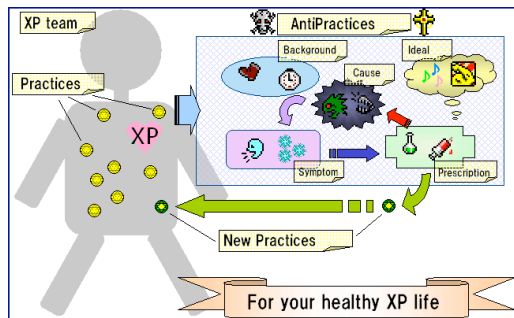 XP team
AntiPractices
Background
Ideal
Cause
Practices
XP
Symptom
Prescription
New Practices
For your healthy XP life